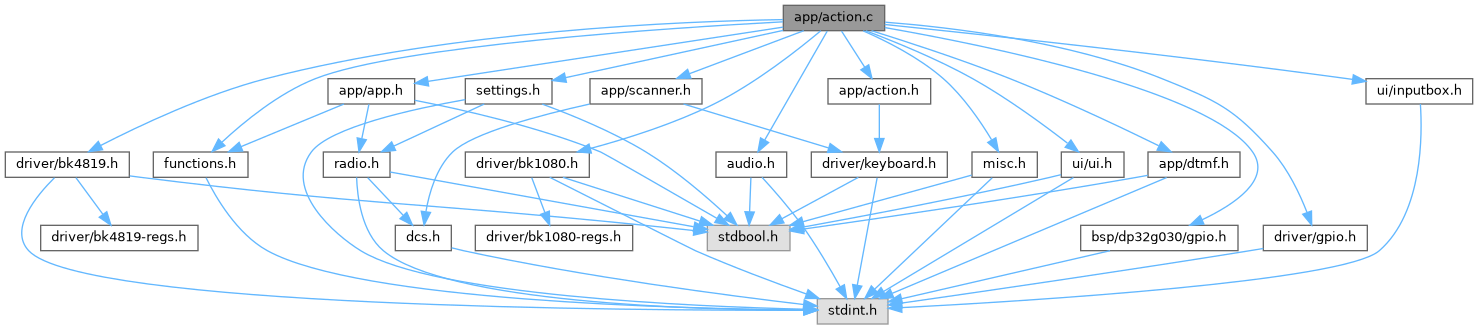 app/action.c
app/app.h
settings.h
app/scanner.h
app/action.h
ui/inputbox.h
driver/bk4819.h
functions.h
radio.h
driver/bk1080.h
audio.h
driver/keyboard.h
misc.h
ui/ui.h
app/dtmf.h
driver/bk4819-regs.h
dcs.h
driver/bk1080-regs.h
stdbool.h
bsp/dp32g030/gpio.h
driver/gpio.h
stdint.h